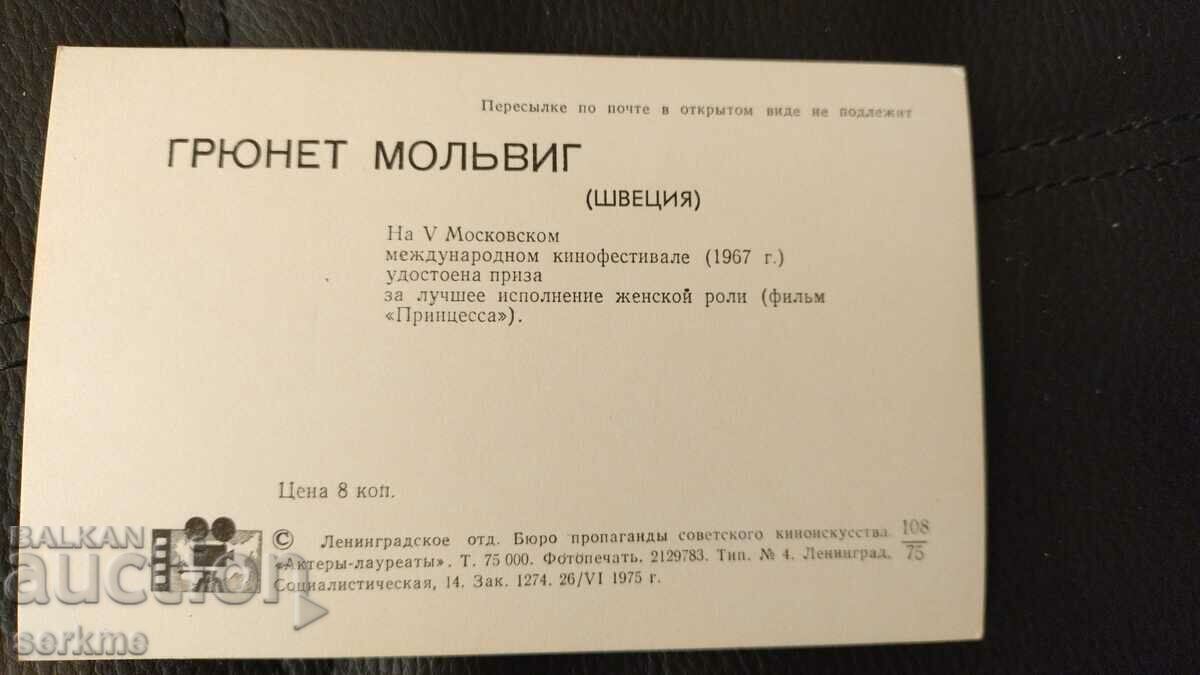 Пересылке по почте в открытом виде не подлежит
ГРЮНЕТ МОЛЬВИГ
(ШВЕЦИЯ)
На V Московском
международном кинофестивале (1967 г.)
удостоена приза
за лучшее исполнение женской роли (фильм
«Принцесса»).
Цена 8 коп.
© Ленинградское отд. Бюро пропаганды советского киноискусства 108/75
«Актеры-лауреаты». Т. 75 000. Фотопечать. 2129783. Тип. № 4. Ленинград,
Социалистическая, 14. Зак. 1274. 26/VI 1975 г.
BALKAN
auction
serkme